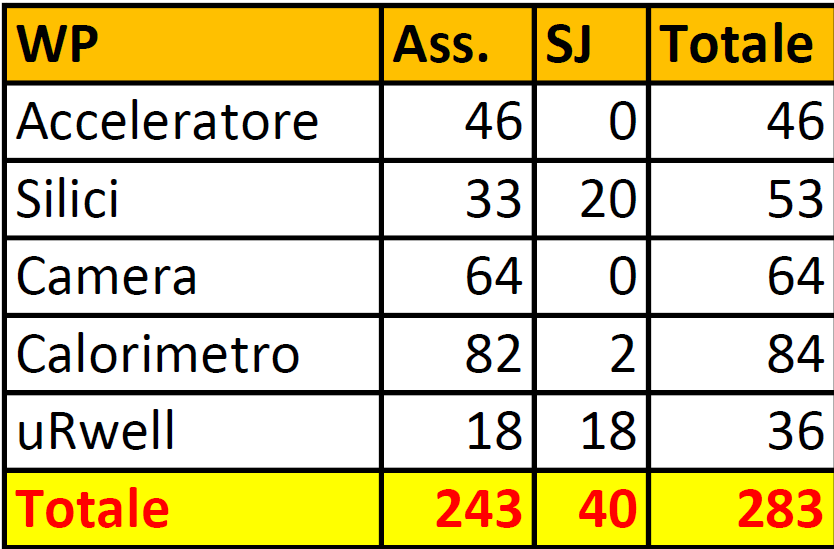 WP Ass. SJ Totale
Acceleratore 46 0 46
Silici 33 20 53
Camera 64 0 64
Calorimetro 82 2 84
uRwell 18 18 36
Totale 243 40 283